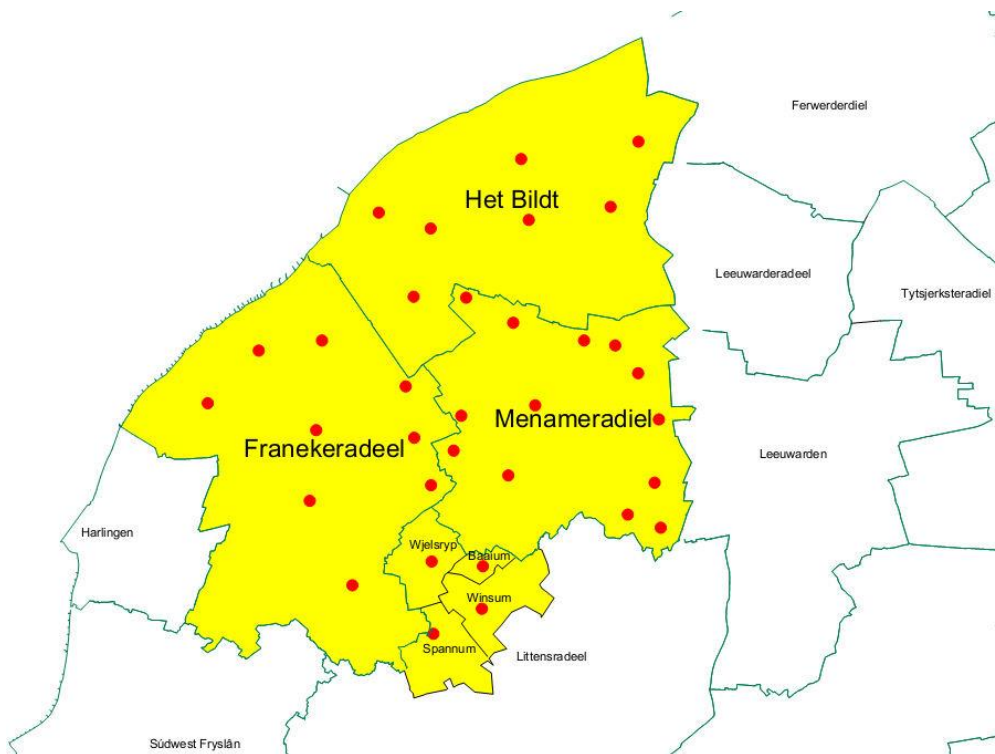 Ferwerderdiel
Het Bildt
Leeuwarderadeel
Tytsjerksteradiel
Menameradiel
Franekeradeel
Leeuwarden
Harlingen
Wjelsryp
Baaium
Winsum
Spannum
Littensradeel
Súdwest Fryslân